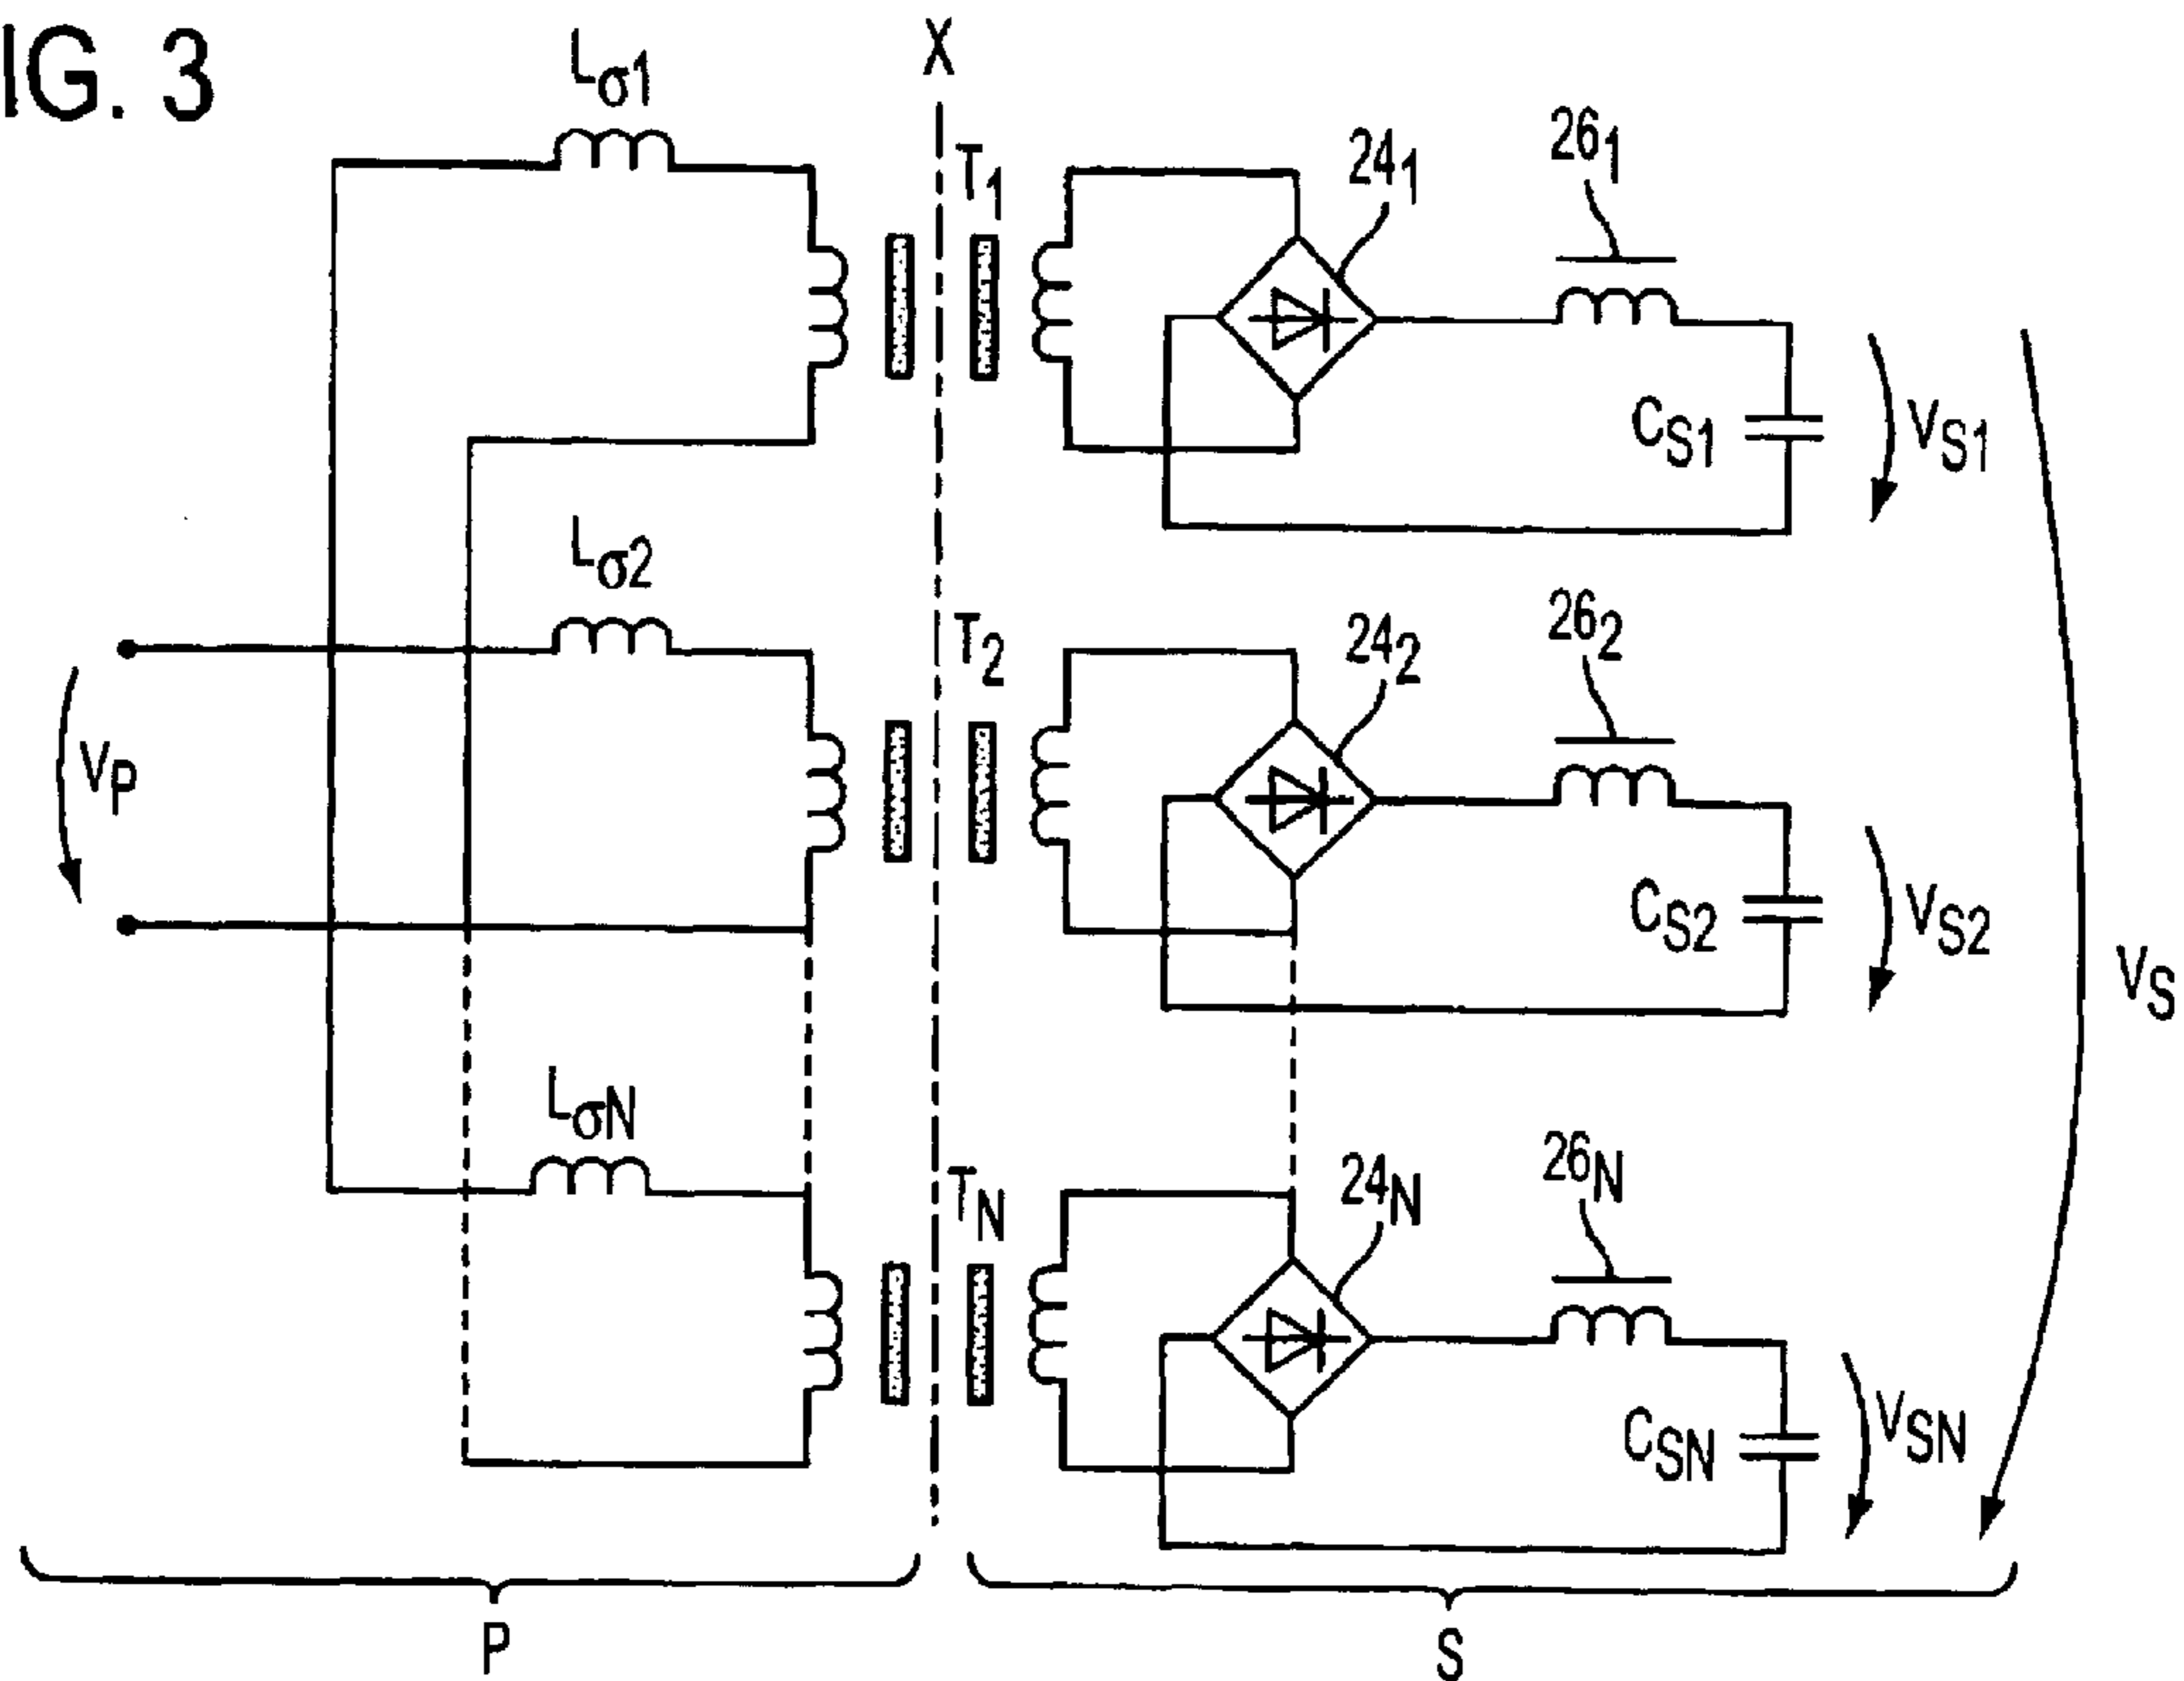 IG. 3
X
Lσ1
T1
241
261
CS1
VS1
Lσ2
T2
242
262
VP
CS2
VS2
VS
LσN
TN
24N
26N
CSN
VSN
P
S